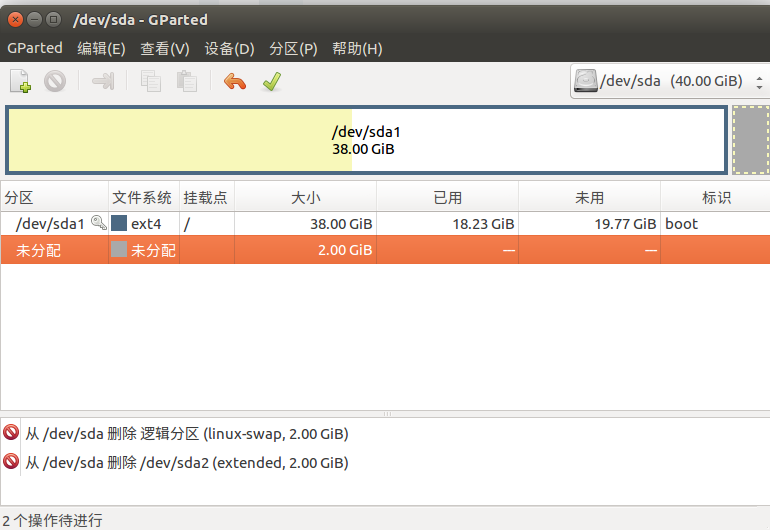 /dev/sda - GParted
GParted 编辑(E) 查看(V) 设备(D) 分区(P) 帮助(H)
/dev/sda (40.00 GiB)
/dev/sda1
38.00 GiB
分区 文件系统 挂载点 大小 已用 未用 标识
/dev/sda1 ext4 / 38.00 GiB 18.23 GiB 19.77 GiB boot
未分配 未分配 2.00 GiB — —
从 /dev/sda 删除 逻辑分区 (linux-swap, 2.00 GiB)
从 /dev/sda 删除 /dev/sda2 (extended, 2.00 GiB)
2 个操作待进行